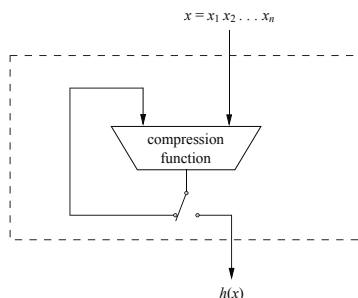 x = x₁ x₂ . . . xₙ
compression
function
h(x)